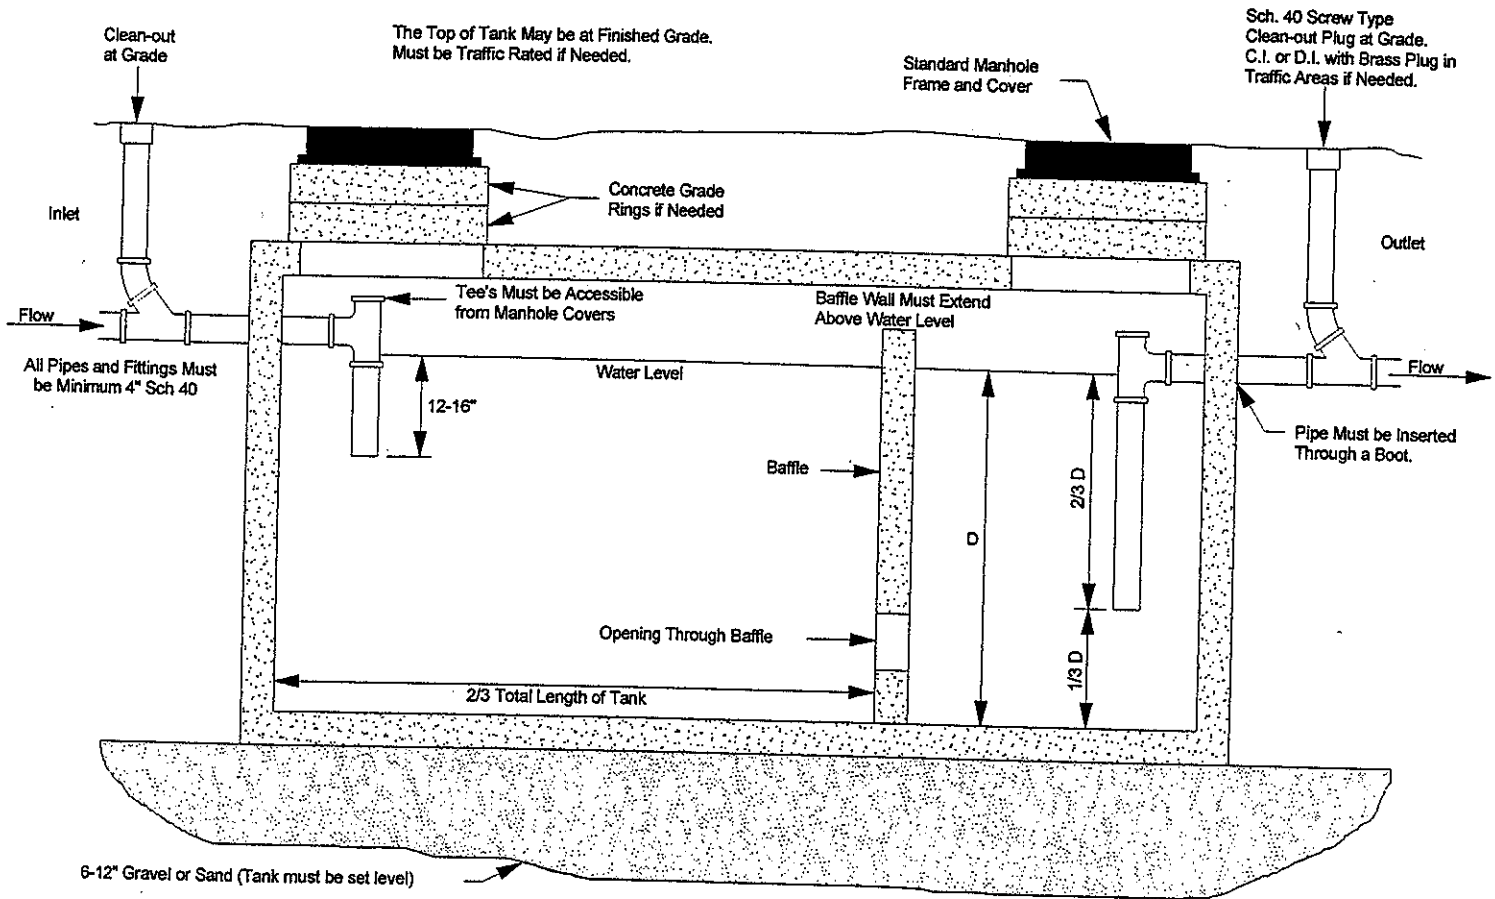 Clean-out
at Grade
The Top of Tank May be at Finished Grade.
Must be Traffic Rated if Needed.
Standard Manhole
Frame and Cover
Sch. 40 Screw Type
Clean-out Plug at Grade.
C.I. or D.I. with Brass Plug in
Traffic Areas if Needed.
Inlet
Concrete Grade
Rings if Needed
Outlet
Flow
Tee's Must be Accessible
from Manhole Covers
Baffle Wall Must Extend
Above Water Level
All Pipes and Fittings Must
be Minimum 4" Sch 40
Water Level
Flow
12-16"
Pipe Must be Inserted
Through a Boot.
Baffle
2/3 D
D
Opening Through Baffle
1/3 D
2/3 Total Length of Tank
6-12" Gravel or Sand (Tank must be set level)